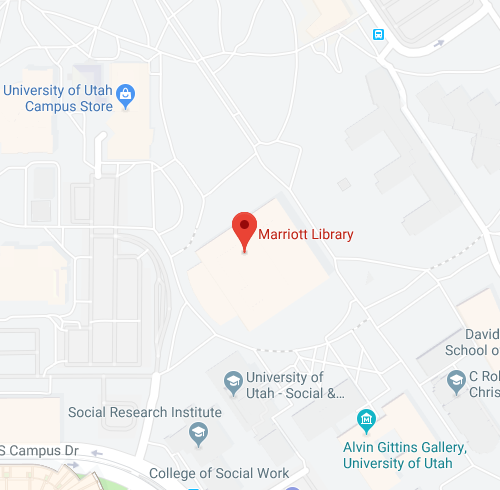 University of Utah
Campus Store
Marriott Library
David
School o
University of
Utah - Social &...
C Rol
Chris
Social Research Institute
Alvin Gittins Gallery,
University of Utah
S Campus Dr
College of Social Work